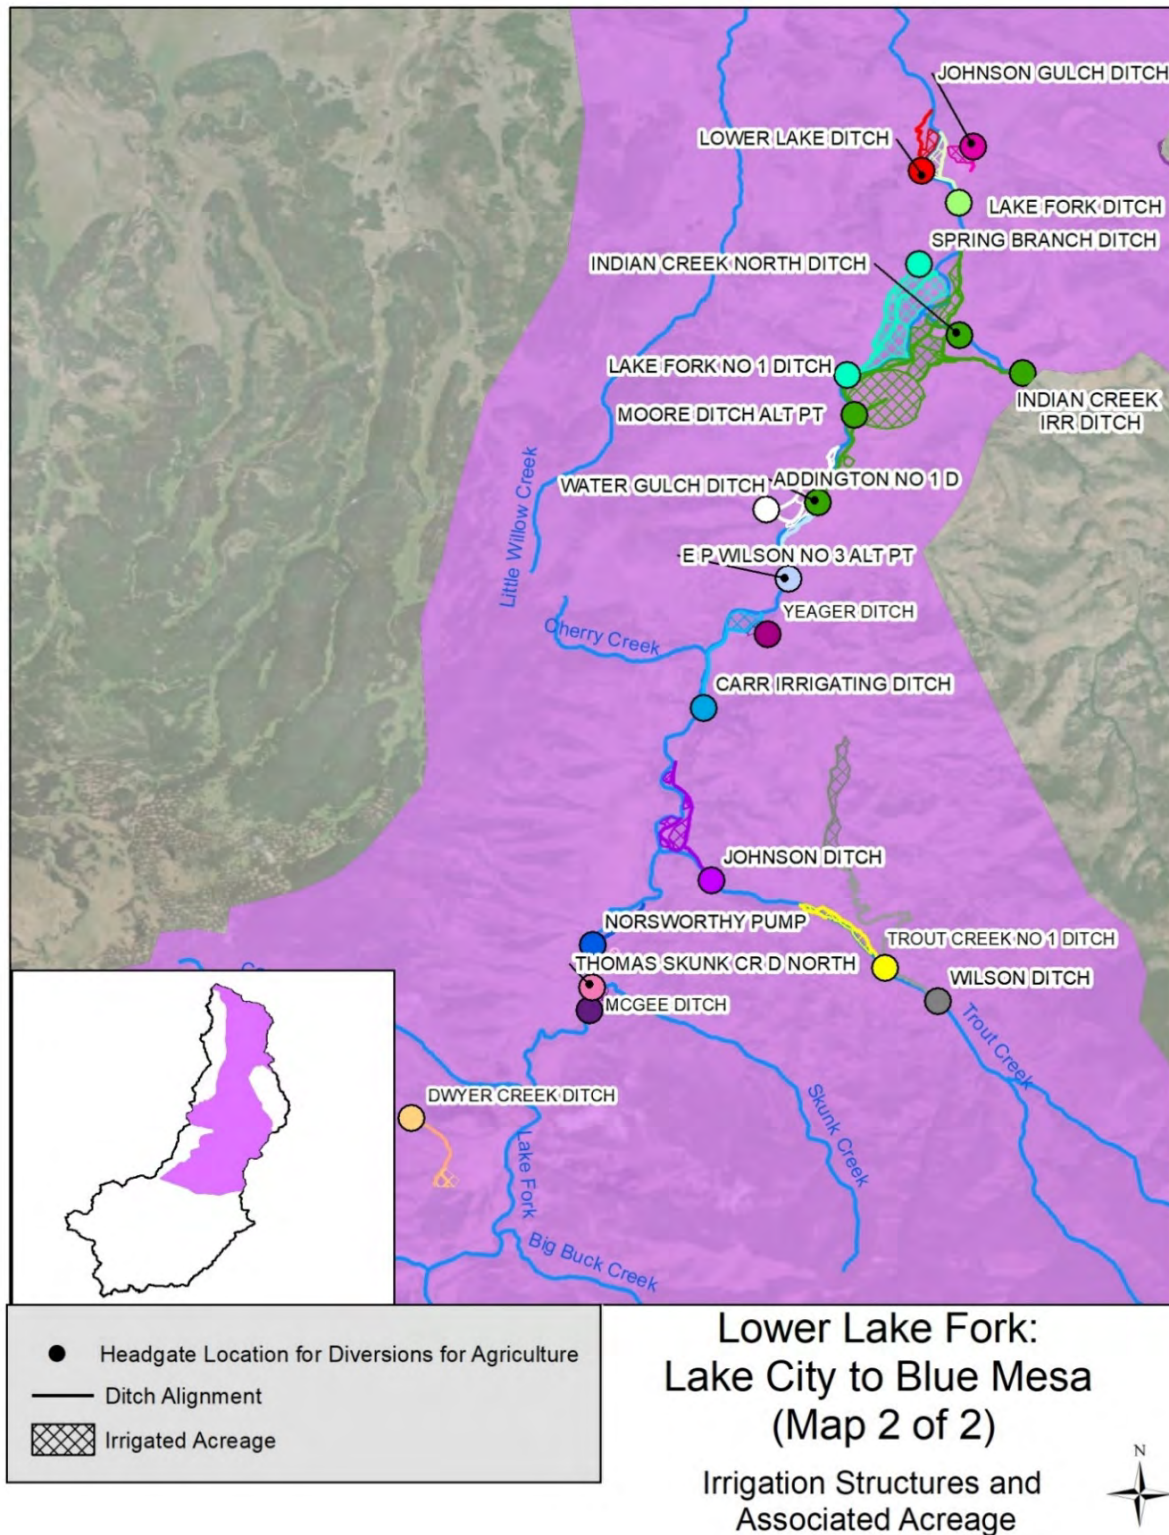 JOHNSON GULCH DITCH
LOWER LAKE DITCH
LAKE FORK DITCH
SPRING BRANCH DITCH
INDIAN CREEK NORTH DITCH
LAKE FORK NO 1 DITCH
INDIAN CREEK
IRR DITCH
MOORE DITCH ALT PT
ADDINGTON NO 1 D
WATER GULCH DITCH
Little Willow Creek
E P WILSON NO 3 ALT PT
YEAGER DITCH
Cherry Creek
CARR IRRIGATING DITCH
JOHNSON DITCH
NORSWORTHY PUMP
TROUT CREEK NO 1 DITCH
THOMAS SKUNK CR D NORTH
WILSON DITCH
MCGEE DITCH
Trout Creek
DWYER CREEK DITCH
Skunk Creek
Lake Fork
Big Buck Creek
Headgate Location for Diversions for Agriculture
Ditch Alignment
Irrigated Acreage
Lower Lake Fork:
Lake City to Blue Mesa
(Map 2 of 2)
N
Irrigation Structures and
Associated Acreage